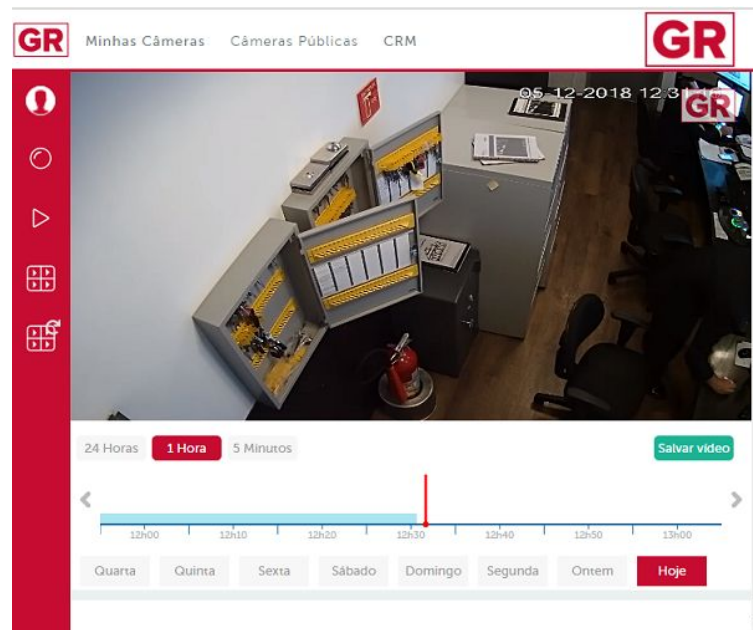 GR Minhas Câmeras Câmeras Públicas CRM GR
05-12-2018 12:31
GR
24 Horas 1 Hora 5 Minutos Salvar vídeo
12h00 12h10 12h20 12h30 12h40 12h50 13h00
Quarta Quinta Sexta Sábado Domingo Segunda Ontem Hoje